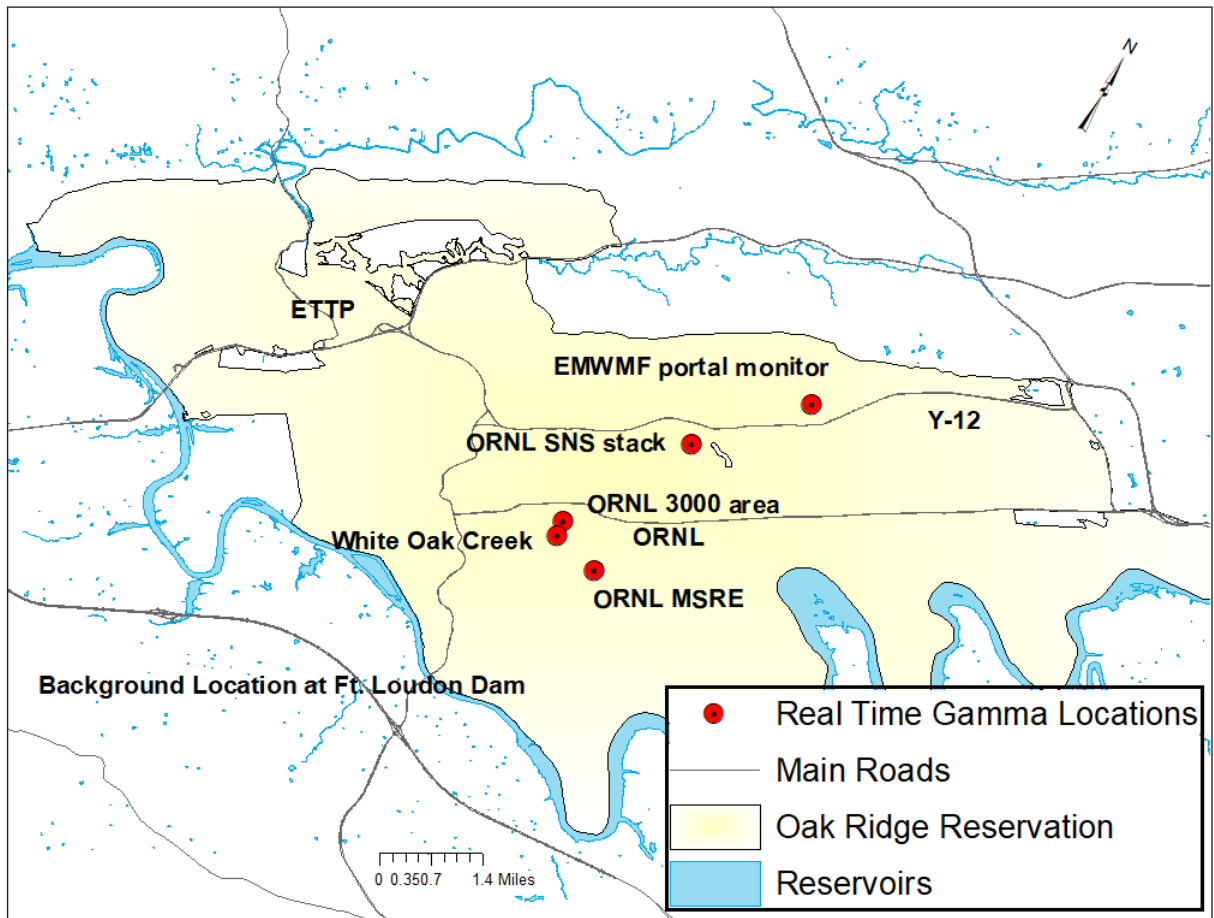 N
ETTP
EMWMF portal monitor
Y-12
ORNL SNS stack
ORNL 3000 area
White Oak Creek
ORNL
ORNL MSRE
Background Location at Ft. Loudon Dam
Real Time Gamma Locations
Main Roads
Oak Ridge Reservation
Reservoirs
0 0.350.7 1.4 Miles